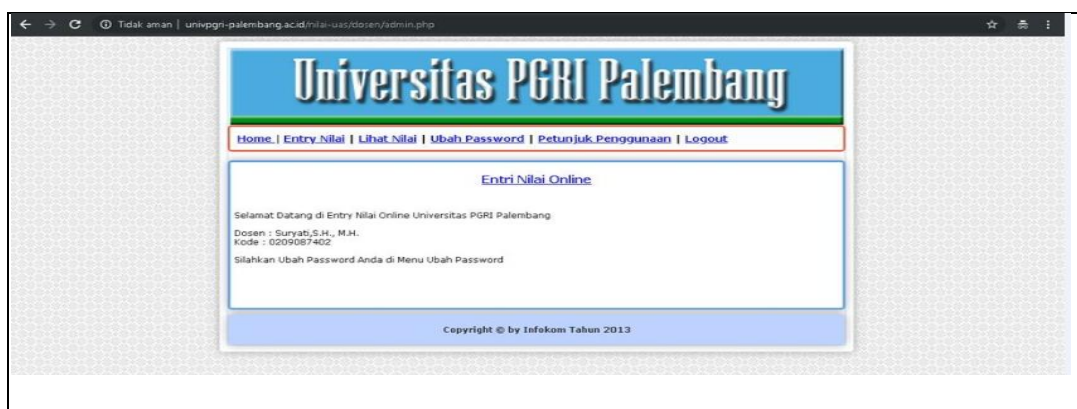 Tidak aman | univpgri-palembang.ac.id/nilai-uas/dosen/admin.php
Universitas PGRI Palembang
Home | Entry Nilai | Lihat Nilai | Ubah Password | Petunjuk Penggunaan | Logout
Entri Nilai Online
Selamat Datang di Entry Nilai Online Universitas PGRI Palembang
Dosen : Suryati,S.H., M.H.
Kode : 0209087402
Silahkan Ubah Password Anda di Menu Ubah Password
Copyright © by Infokom Tahun 2013